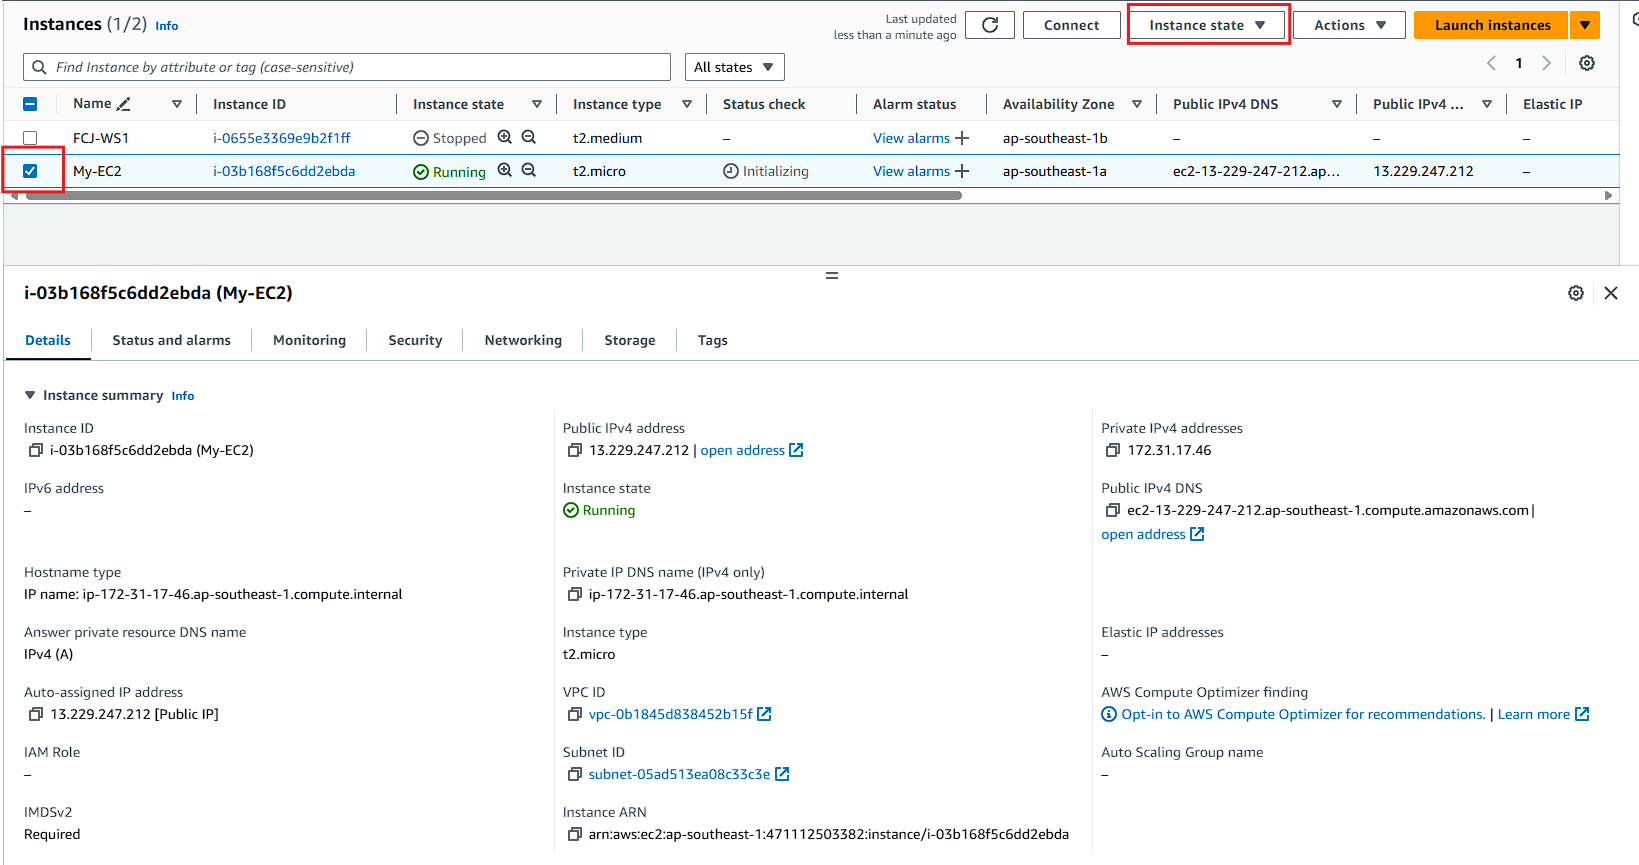 Instances (1/2) Info
Last updated
less than a minute ago
Connect
Instance state
Actions
Launch instances
Find Instance by attribute or tag (case-sensitive)
All states
1
Name Instance ID Instance state Instance type Status check Alarm status Availability Zone Public IPv4 DNS Public IPv4 ... Elastic IP
FCJ-WS1 i-0655e3369e9b2f1ff Stopped t2.medium – View alarms + ap-southeast-1b – – –
My-EC2 i-03b168f5c6dd2ebda Running t2.micro Initializing View alarms + ap-southeast-1a ec2-13-229-247-212.ap... 13.229.247.212 –
i-03b168f5c6dd2ebda (My-EC2)
Details Status and alarms Monitoring Security Networking Storage Tags
Instance summary Info
Instance ID
i-03b168f5c6dd2ebda (My-EC2)
Public IPv4 address
13.229.247.212 | open address
Private IPv4 addresses
172.31.17.46
IPv6 address
–
Instance state
Running
Public IPv4 DNS
ec2-13-229-247-212.ap-southeast-1.compute.amazonaws.com |
open address
Hostname type
IP name: ip-172-31-17-46.ap-southeast-1.compute.internal
Private IP DNS name (IPv4 only)
ip-172-31-17-46.ap-southeast-1.compute.internal
Answer private resource DNS name
IPv4 (A)
Instance type
t2.micro
Elastic IP addresses
–
Auto-assigned IP address
13.229.247.212 [Public IP]
VPC ID
vpc-0b1845d838452b15f
AWS Compute Optimizer finding
Opt-in to AWS Compute Optimizer for recommendations. | Learn more
IAM Role
–
Subnet ID
subnet-05ad513ea08c33c3e
Auto Scaling Group name
–
IMDSv2
Required
Instance ARN
arn:aws:ec2:ap-southeast-1:471112503382:instance/i-03b168f5c6dd2ebda